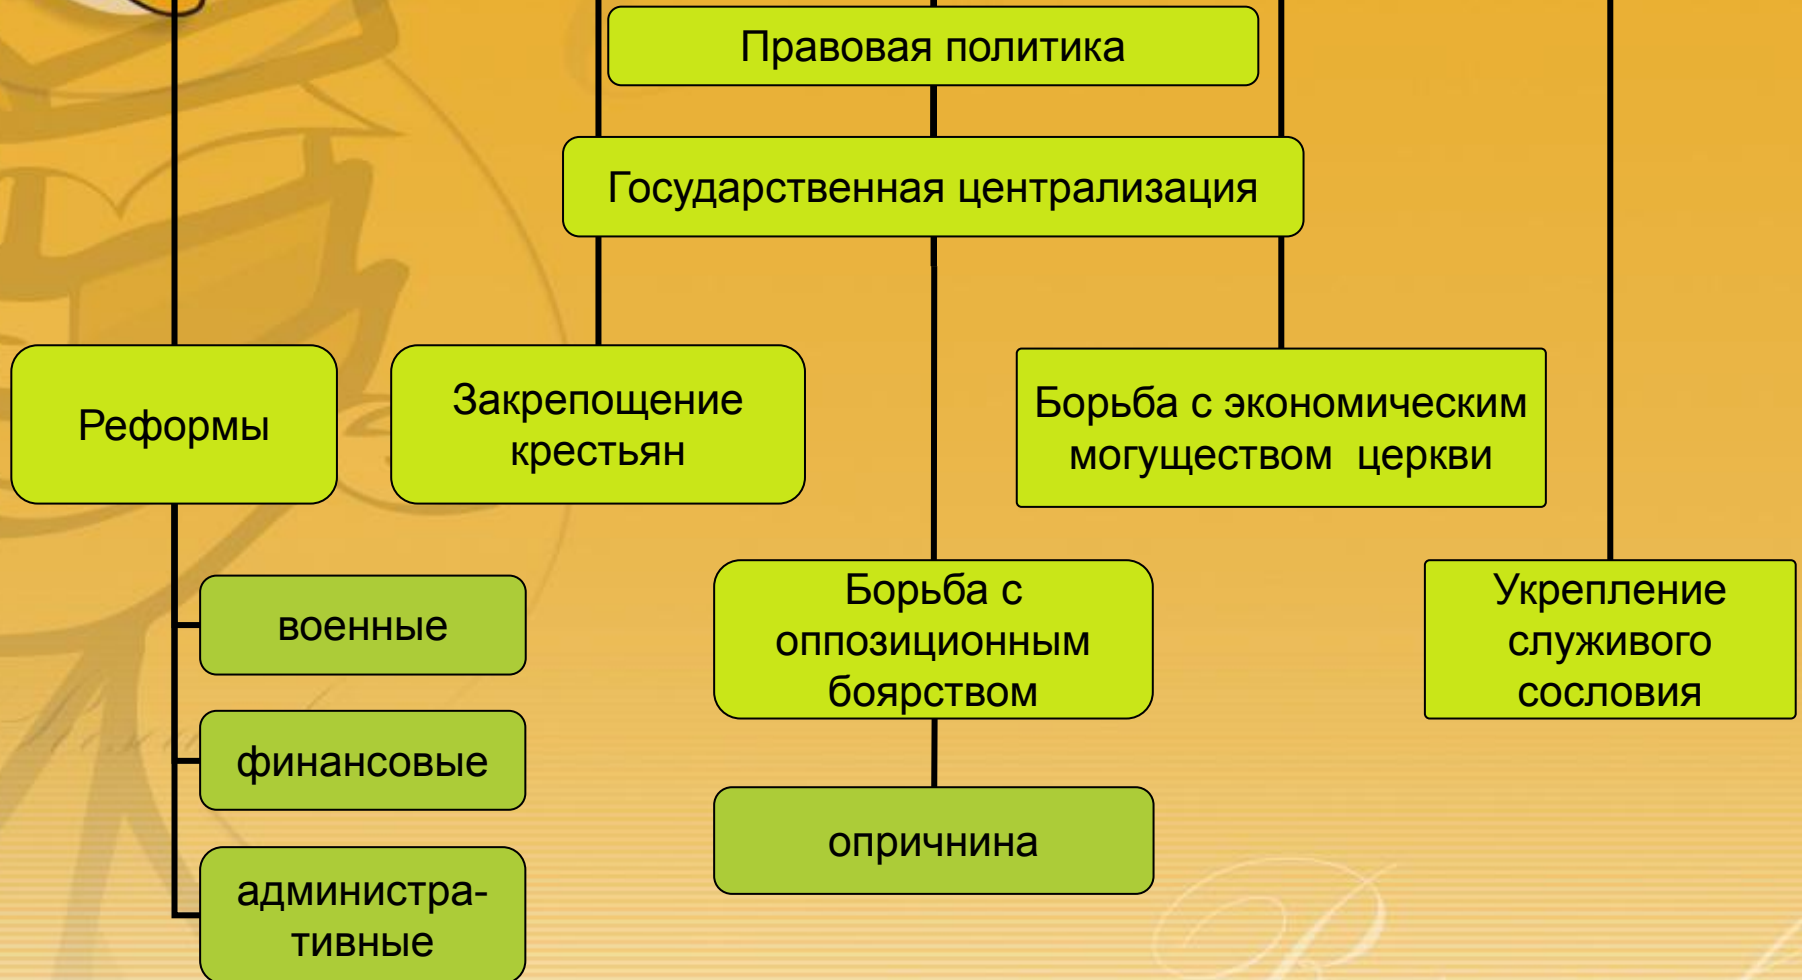 Правовая политика
Государственная централизация
Реформы
Закрепощение
крестьян
Борьба с экономическим
могуществом церкви
военные
финансовые
администра-
тивные
Борьба с
оппозиционным
боярством
опричнина
Укрепление
служивого
сословия